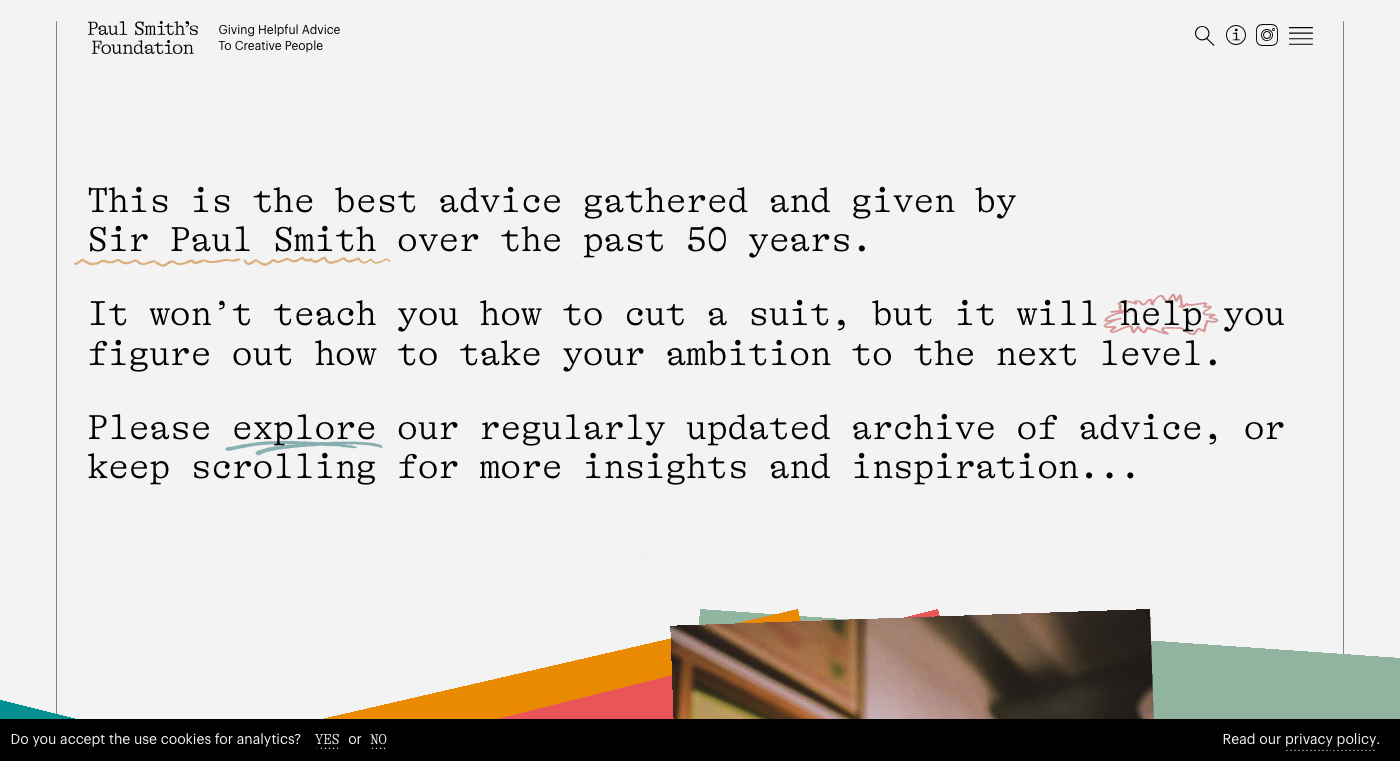 Paul Smith's
Foundation
Giving Helpful Advice
To Creative People
This is the best advice gathered and given by
Sir Paul Smith over the past 50 years.
It won’t teach you how to cut a suit, but it will help you
figure out how to take your ambition to the next level.
Please explore our regularly updated archive of advice, or
keep scrolling for more insights and inspiration...
Do you accept the use cookies for analytics? YES or NO
Read our privacy policy.